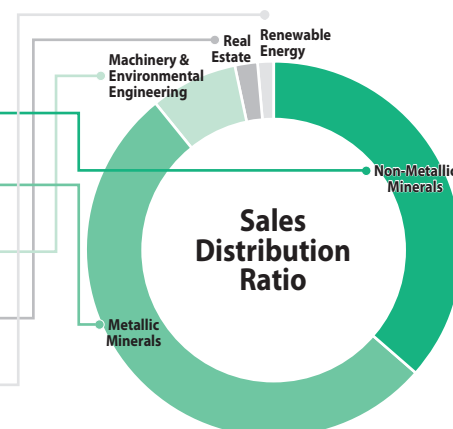 Renewable
Energy
Real
Estate
Machinery &
Environmental
Engineering
Non-Metallic
Minerals
Sales
Distribution
Ratio
Metallic
Minerals